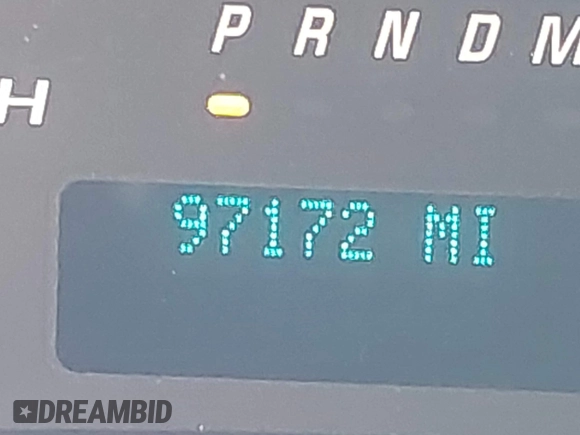 P R N D M
H
97172 MI
DREAMBID